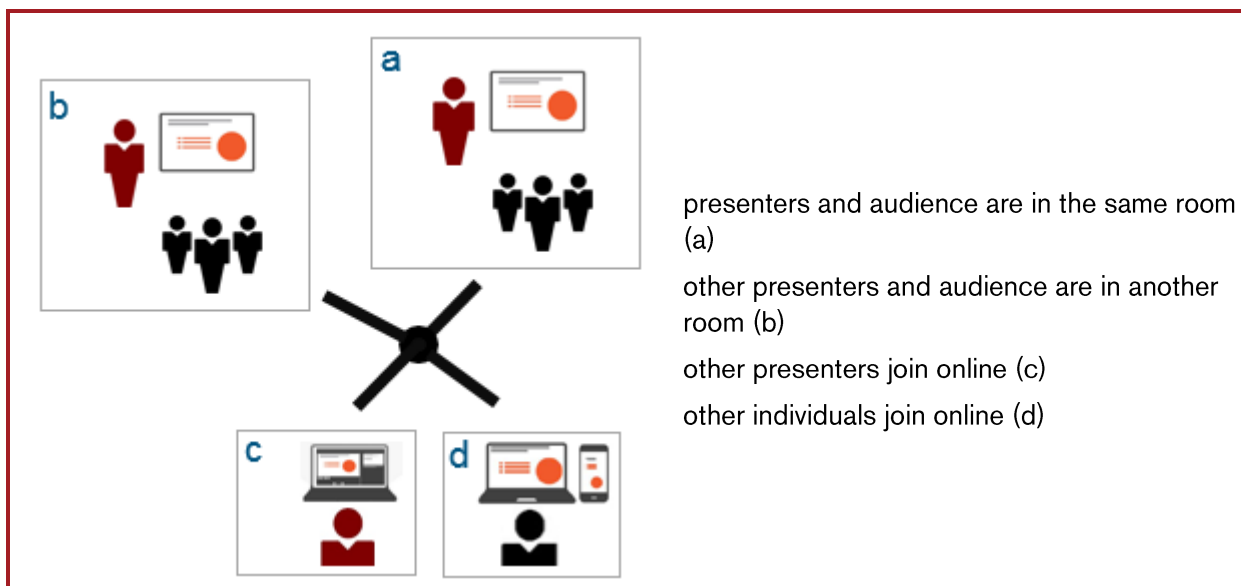 a
b
presenters and audience are in the same room
(a)
other presenters and audience are in another
room (b)
other presenters join online (c)
other individuals join online (d)
c
d